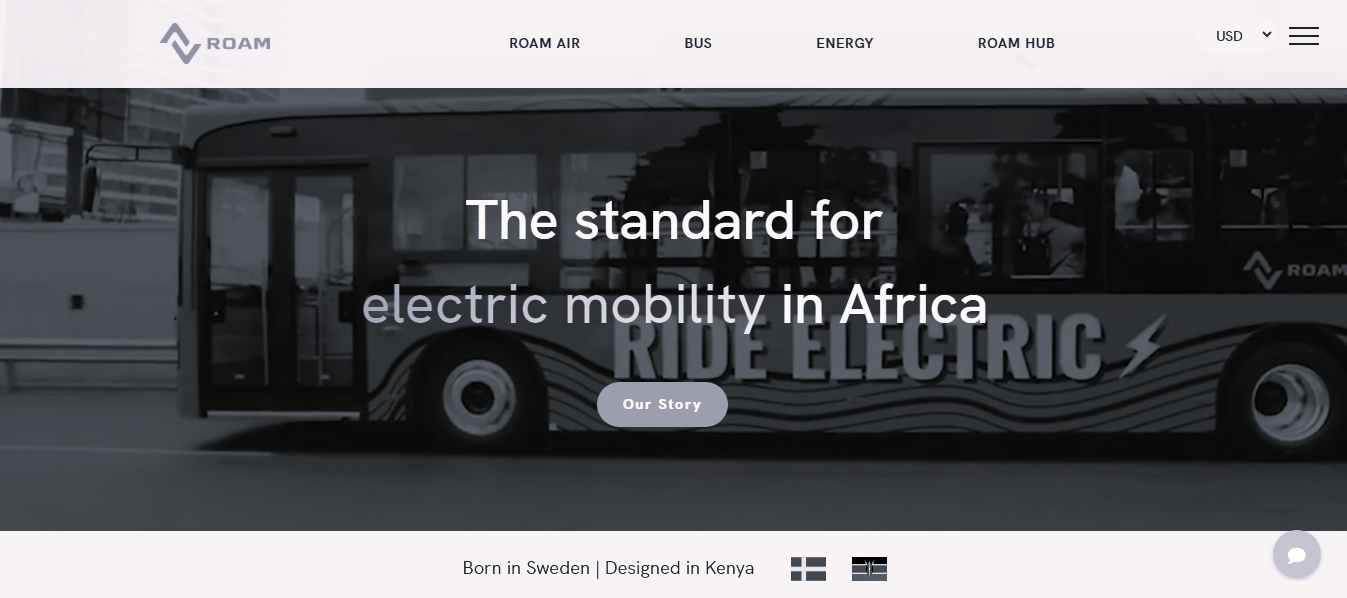 ROAM
ROAM AIR
BUS
ENERGY
ROAM HUB
USD
The standard for
electric mobility in Africa
ROAM
RIDE ELECTRIC
Our Story
Born in Sweden | Designed in Kenya